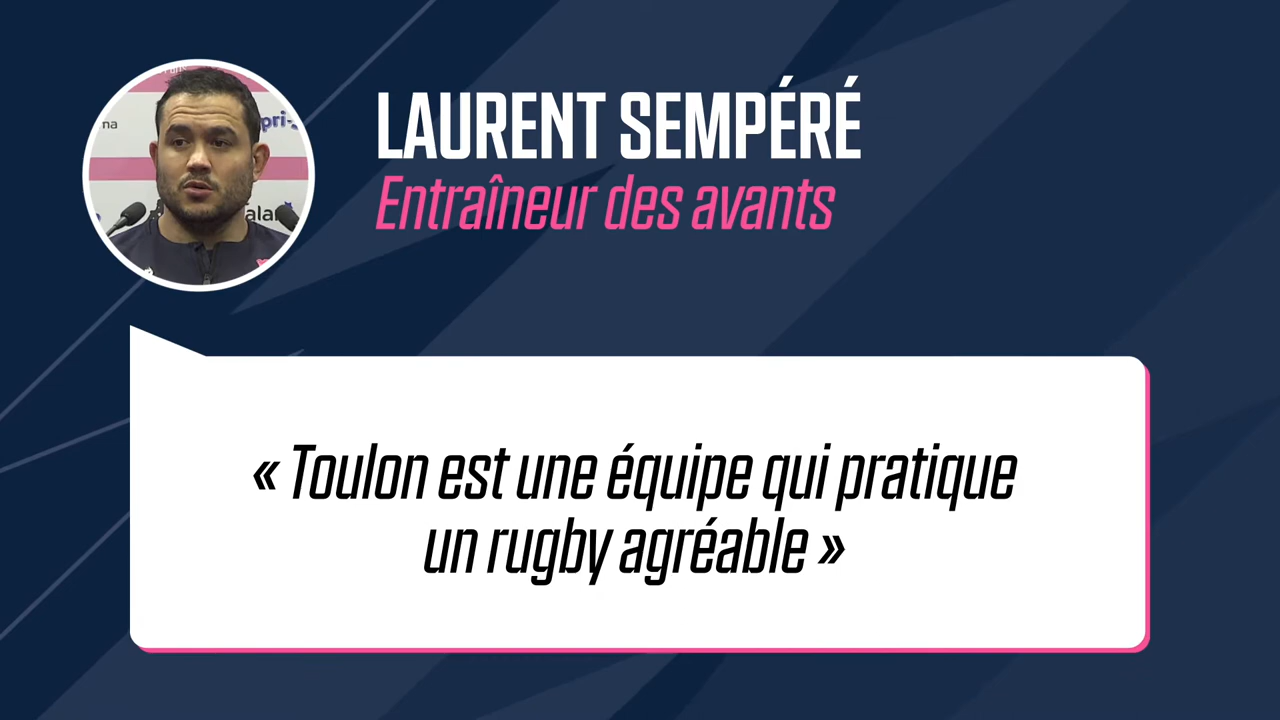 LAURENT SEMPÉRÉ
Entraîneur des avants
« Toulon est une équipe qui pratique
un rugby agréable »